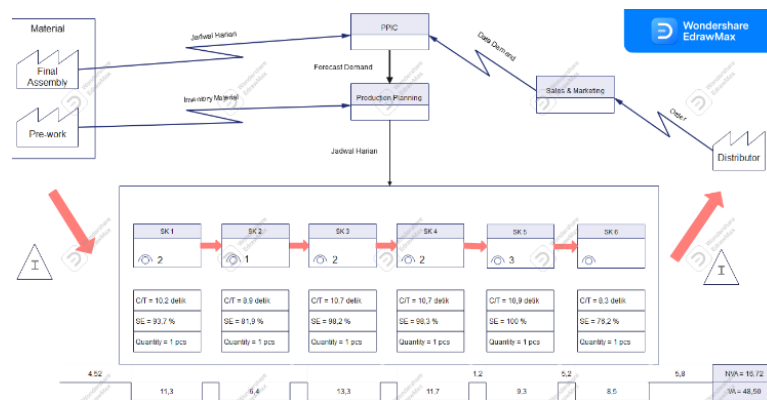 Material
Final
Assembly
Pre-work
Jadwal Harian
Inventory Material
PPIC
Forecast Demand
Production Planning
Jadwal Harian
Data Demand
Sales & Marketing
Order
Distributor
Wondershare
EdrawMax
I
I
SK 1
2
SK 2
1
SK 3
2
SK 4
2
SK 5
3
SK 6
C/T = 10,2 detik
SE = 93,7 %
Quantity = 1 pcs
C/T = 8,9 detik
SE = 81,9 %
Quantity = 1 pcs
C/T = 10,7 detik
SE = 98,2 %
Quantity = 1 pcs
C/T = 10,7 detik
SE = 98,3 %
Quantity = 1 pcs
C/T = 10,9 detik
SE = 100 %
Quantity = 1 pcs
C/T = 8,3 detik
SE = 76,2 %
Quantity = 1 pcs
4,52
1,2
5,2
5,8
NVA = 16,72
11,3
6,4
13,3
11,7
9,3
8,5